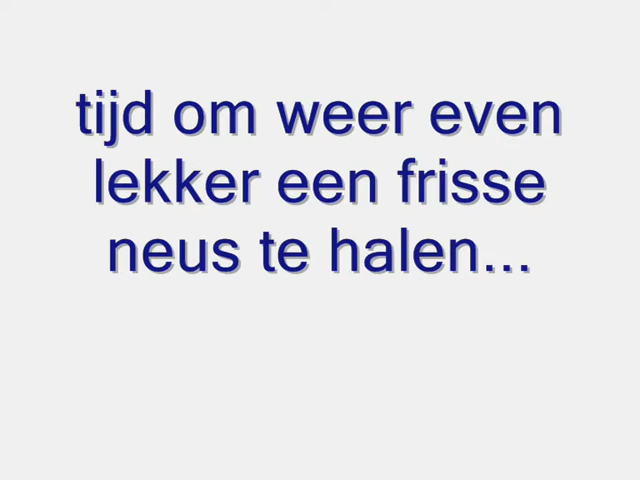 tijd om weer even
lekker een frisse
neus te halen...